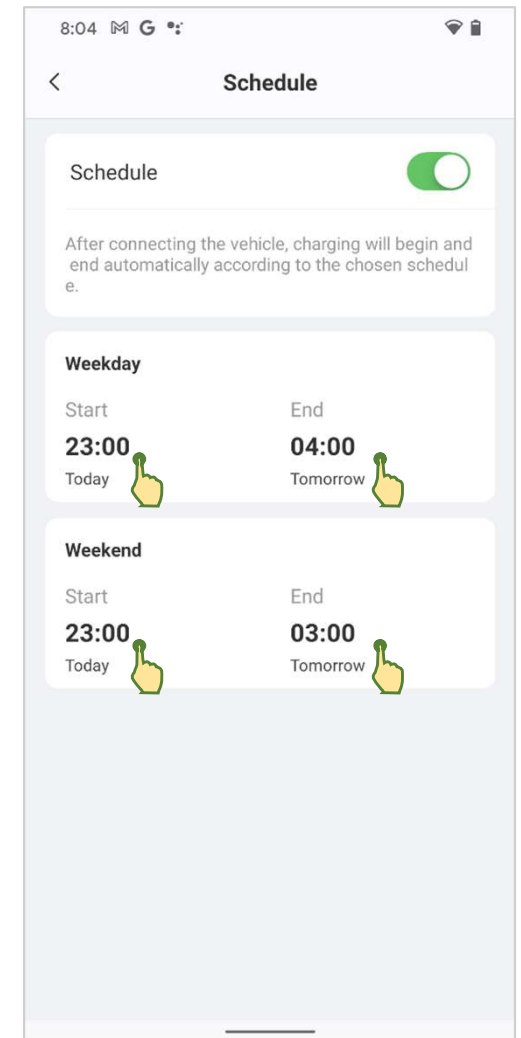 8:04 M G
Schedule
Schedule
After connecting the vehicle, charging will begin and
end automatically according to the chosen schedul
e.
Weekday
Start End
23:00 04:00
Today Tomorrow
Weekend
Start End
23:00 03:00
Today Tomorrow